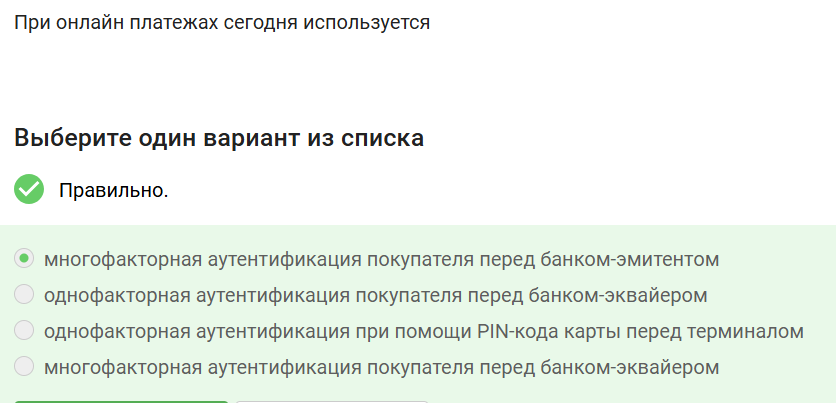 При онлайн платежах сегодня используется
Выберите один вариант из списка
Правильно.
многофакторная аутентификация покупателя перед банком-эмитентом
однофакторная аутентификация покупателя перед банком-эквайером
однофакторная аутентификация при помощи PIN-кода карты перед терминалом
многофакторная аутентификация покупателя перед банком-эквайером